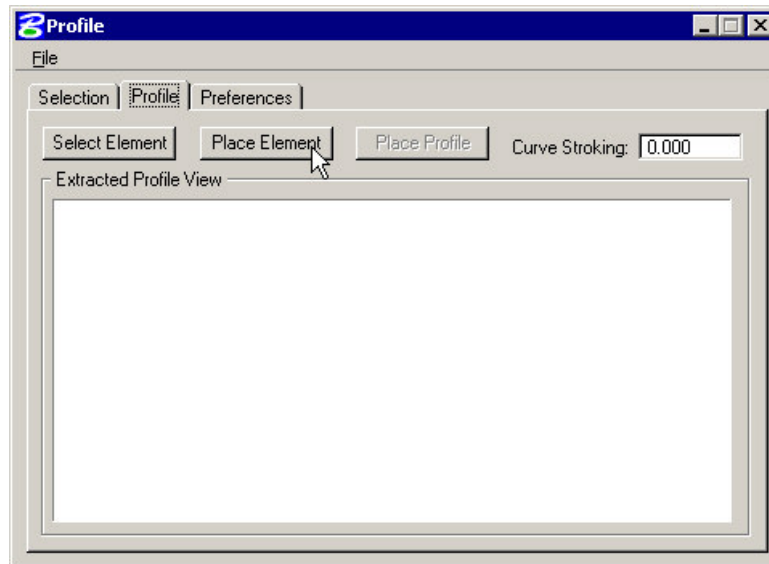 Profile
File
Selection Profile Preferences
Select Element Place Element Place Profile Curve Stroking: 0.000
Extracted Profile View